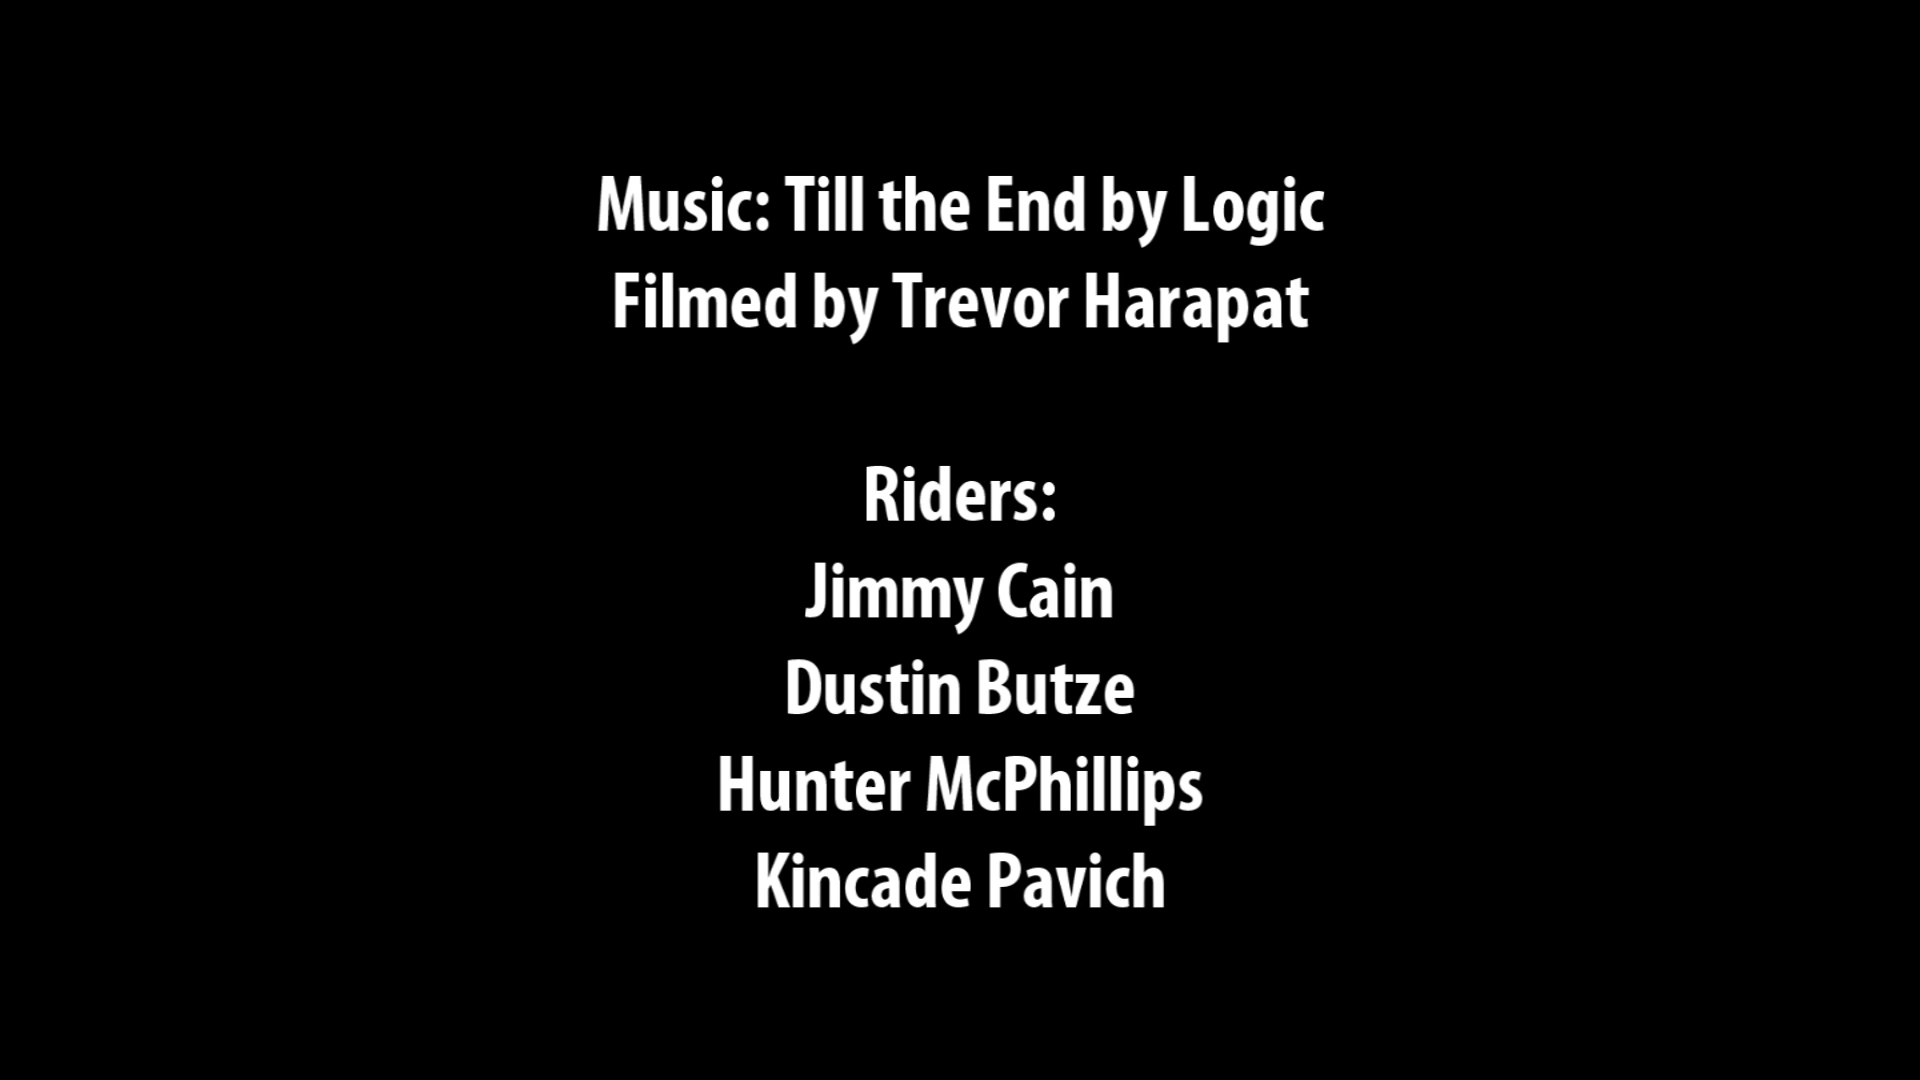 Music: Till the End by Logic
Filmed by Trevor Harapat
Riders:
Jimmy Cain
Dustin Butze
Hunter McPhillips
Kincade Pavich